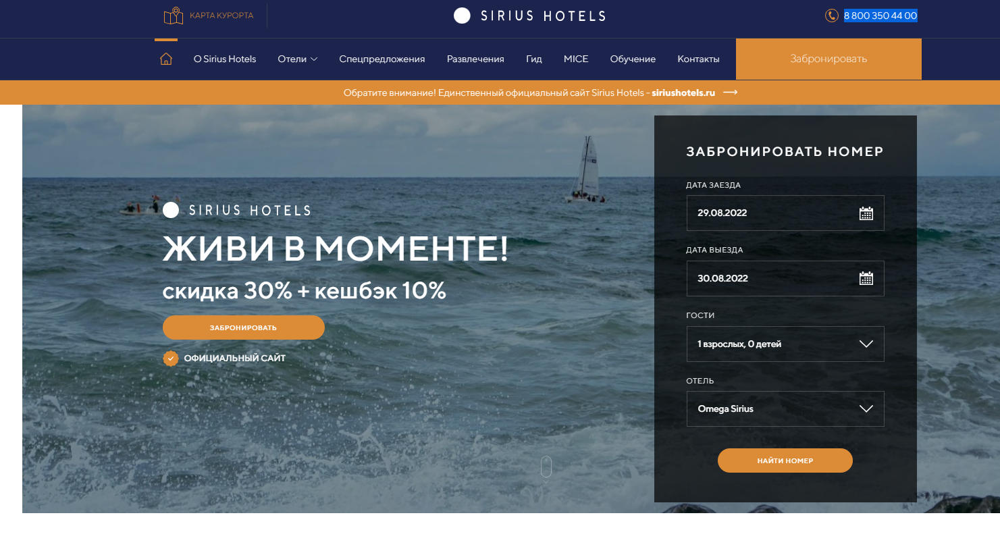 КАРТА КУРОРТА
SIRIUS HOTELS
8 800 350 44 00
О Sirius Hotels
Отели
Спецпредложения
Развлечения
Гид
MICE
Обучение
Контакты
Забронировать
Обратите внимание! Единственный официальный сайт Sirius Hotels - siriushotels.ru
SIRIUS HOTELS
ЖИВИ В МОМЕНТЕ!
скидка 30% + кешбэк 10%
ЗАБРОНИРОВАТЬ
ОФИЦИАЛЬНЫЙ САЙТ
ЗАБРОНИРОВАТЬ НОМЕР
ДАТА ЗАЕЗДА
29.08.2022
ДАТА ВЫЕЗДА
30.08.2022
ГОСТИ
1 взрослых, 0 детей
ОТЕЛЬ
Omega Sirius
НАЙТИ НОМЕР